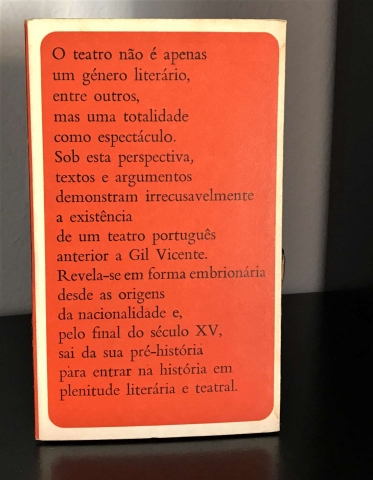 O teatro não é apenas
um género literário,
entre outros,
mas uma totalidade
como espectáculo.
Sob esta perspectiva,
textos e argumentos
demonstram irrecusavelmente
a existência
de um teatro português
anterior a Gil Vicente.
Revela-se em forma embrionária
desde as origens
da nacionalidade e,
pelo final do século XV,
sai da sua pré-história
para entrar na história em
plenitude literária e teatral.